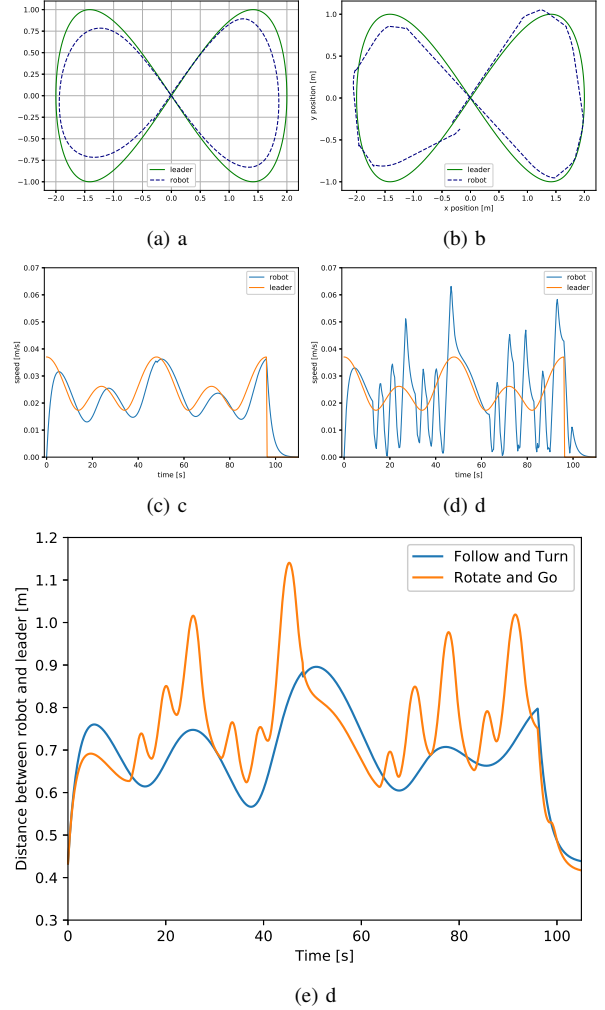 1.00
0.75
0.50
0.25
0.00
−0.25
−0.50
−0.75
−1.00
−2.0 −1.5 −1.0 −0.5 0.0 0.5 1.0 1.5 2.0
leader
robot
(a) a
y position [m]
1.0
0.5
0.0
−0.5
−1.0
−2.0 −1.5 −1.0 −0.5 0.0 0.5 1.0 1.5 2.0
x position [m]
leader
robot
(b) b
speed [m/s]
0.07
0.06
0.05
0.04
0.03
0.02
0.01
0.00
0 20 40 60 80 100
time [s]
robot
leader
(c) c
speed [m/s]
0.07
0.06
0.05
0.04
0.03
0.02
0.01
0.00
0 20 40 60 80 100
time [s]
robot
leader
(d) d
Distance between robot and leader [m]
1.2
1.1
1.0
0.9
0.8
0.7
0.6
0.5
0.4
0.3
0 20 40 60 80 100
Time [s]
Follow and Turn
Rotate and Go
(e) d